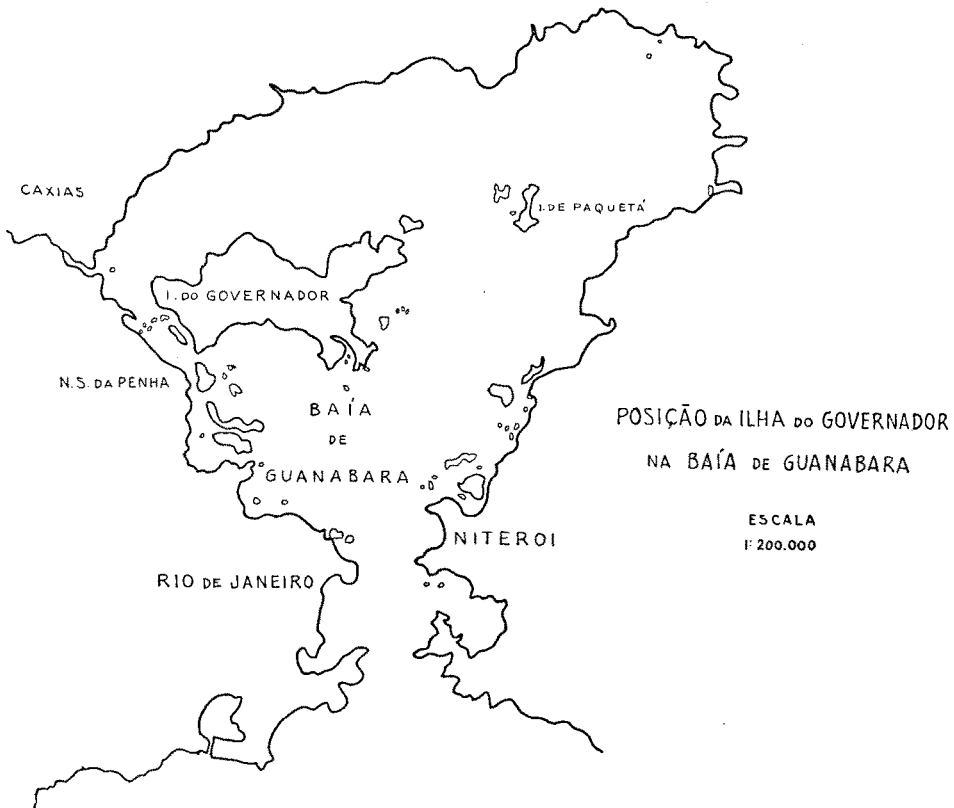 CAXIAS
I. DE PAQUETÁ
I. DO GOVERNADOR
N.S. DA PENHA
BAÍA
DE
GUANABARA
POSIÇÃO DA ILHA DO GOVERNADOR
NA BAÍA DE GUANABARA
ESCALA
1:200.000
NITEROI
RIO DE JANEIRO